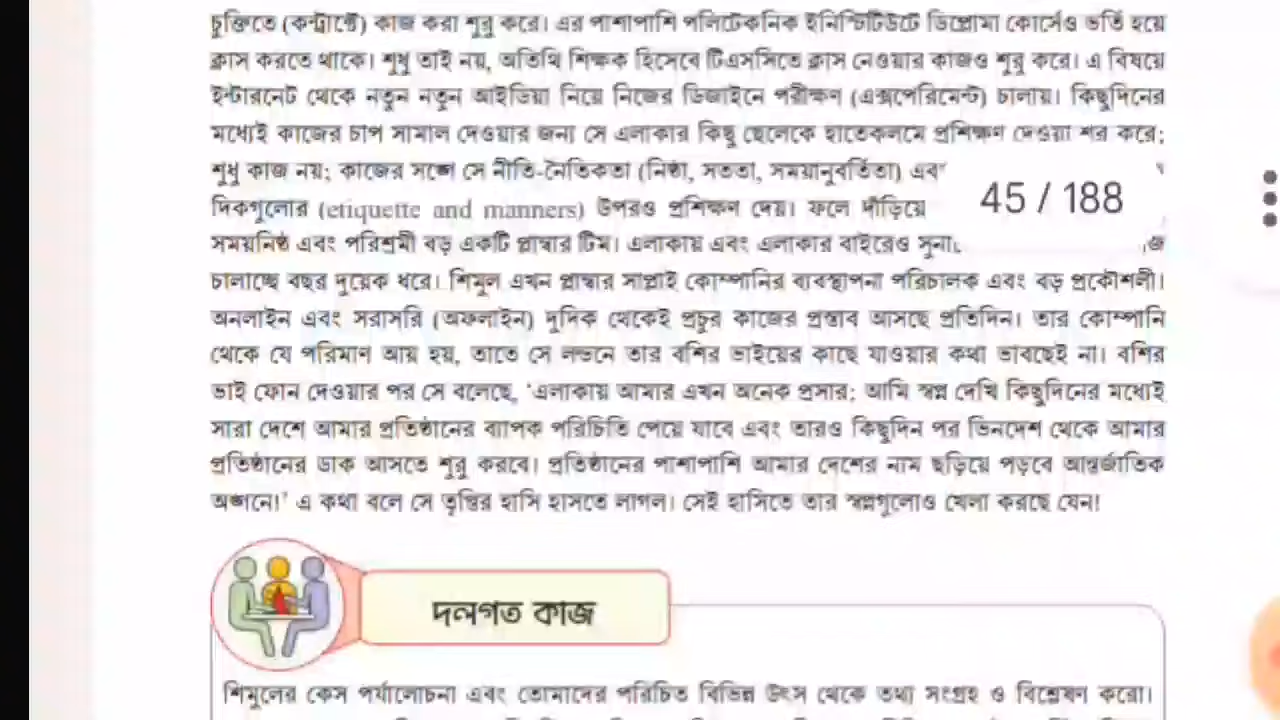 চুক্তিতে (কন্ট্রাক্টে) কাজ করা শুরু করে। এর পাশাপাশি পলিটেকনিক ইনিস্টিটিউটে ডিপ্লোমা কোর্সেও ভর্তি হয়ে
ক্লাস করতে থাকে। শুধু তাই নয়, অতিথি শিক্ষক হিসেবে টিএসসিতে ক্লাস নেওয়ার কাজও শুরু করে। এ বিষয়ে
ইন্টারনেট থেকে নতুন নতুন আইডিয়া নিয়ে নিজের ডিজাইনে পরীক্ষণ (এক্সপেরিমেন্ট) চালায়। কিছুদিনের
মধ্যেই কাজের চাপ সামাল দেওয়ার জন্য সে এলাকার কিছু ছেলেকে হাতেকলমে প্রশিক্ষণ দেওয়া শুরু করে;
শুধু কাজ নয়; কাজের সঙ্গে সে নীতি-নৈতিকতা (নিষ্ঠা, সততা, সময়ানুবর্তিতা)
45 / 188
দিকগুলোর (etiquette and manners) উপরও প্রশিক্ষণ দেয়। ফলে দাঁড়িয়ে
সময়নিষ্ঠ এবং পরিশ্রমী বড় একটি প্লাম্বার টিম। এলাকায় এবং এলাকার বাইরেও
চালাচ্ছে বছর দুয়েক ধরে। শিমুল এখন প্লাম্বার সাপ্লাই কোম্পানির ব্যবস্থাপনা পরিচালক এবং বড় প্রকৌশলী।
অনলাইন এবং সরাসরি (অফলাইন) দুদিক থেকেই প্রচুর কাজের প্রস্তাব আসছে প্রতিদিন। তার কোম্পানি
থেকে যে পরিমাণ আয় হয়, তাতে সে লন্ডনে তার বশির ভাইয়ের কাছে যাওয়ার কথা ভাবছেই না। বশির
ভাই ফোন দেওয়ার পর সে বলেছে, ‘এলাকায় আমার এখন অনেক প্রসার; আমি স্বপ্ন দেখি কিছুদিনের মধ্যেই
সারা দেশে আমার প্রতিষ্ঠানের ব্যাপক পরিচিতি পেয়ে যাবে এবং তারও কিছুদিন পর ভিনদেশ থেকে আমার
প্রতিষ্ঠানের ডাক আসতে শুরু করবে। প্রতিষ্ঠানের পাশাপাশি আমার দেশের নাম ছড়িয়ে পড়বে আন্তর্জাতিক
অঙ্গনে।’ এ কথা বলে সে তৃপ্তির হাসি হাসতে লাগল। সেই হাসিতে তার স্বপ্নগুলোও খেলা করছে যেন!
দলগত কাজ
শিমুলের কেস পর্যালোচনা এবং তোমাদের পরিচিত বিভিন্ন উৎস থেকে তথ্য সংগ্রহ ও বিশ্লেষণ করো।